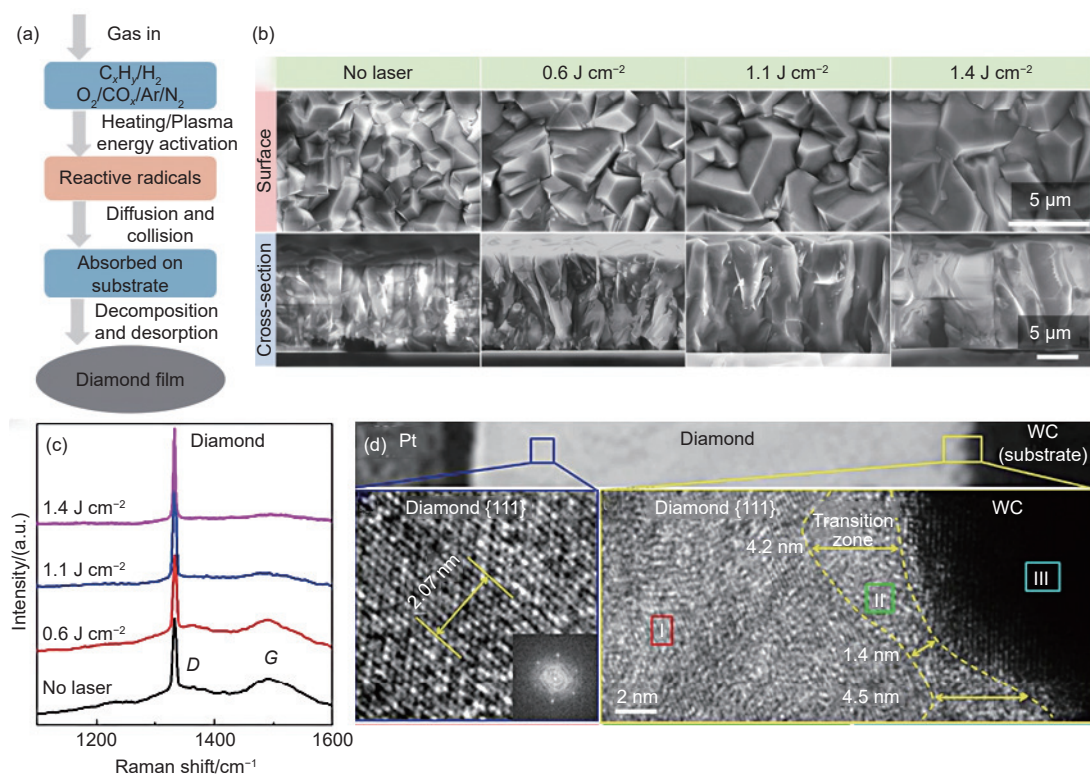 (a)
Gas in
CxHy/H2
O2/COx/Ar/N2
Heating/Plasma
energy activation
Reactive radicals
Diffusion and
collision
Absorbed on
substrate
Decomposition
and desorption
Diamond film
(b)
No laser
0.6 J cm−2
1.1 J cm−2
1.4 J cm−2
Surface
5 μm
Cross-section
5 μm
(c)
Diamond
1.4 J cm−2
1.1 J cm−2
0.6 J cm−2
No laser
D
G
Intensity/(a.u.)
1200
1400
1600
Raman shift/cm−1
(d)
Pt
Diamond
WC
(substrate)
Diamond {111}
2.07 nm
Diamond {111}
Transition
zone
WC
4.2 nm
I
II
III
1.4 nm
4.5 nm
2 nm